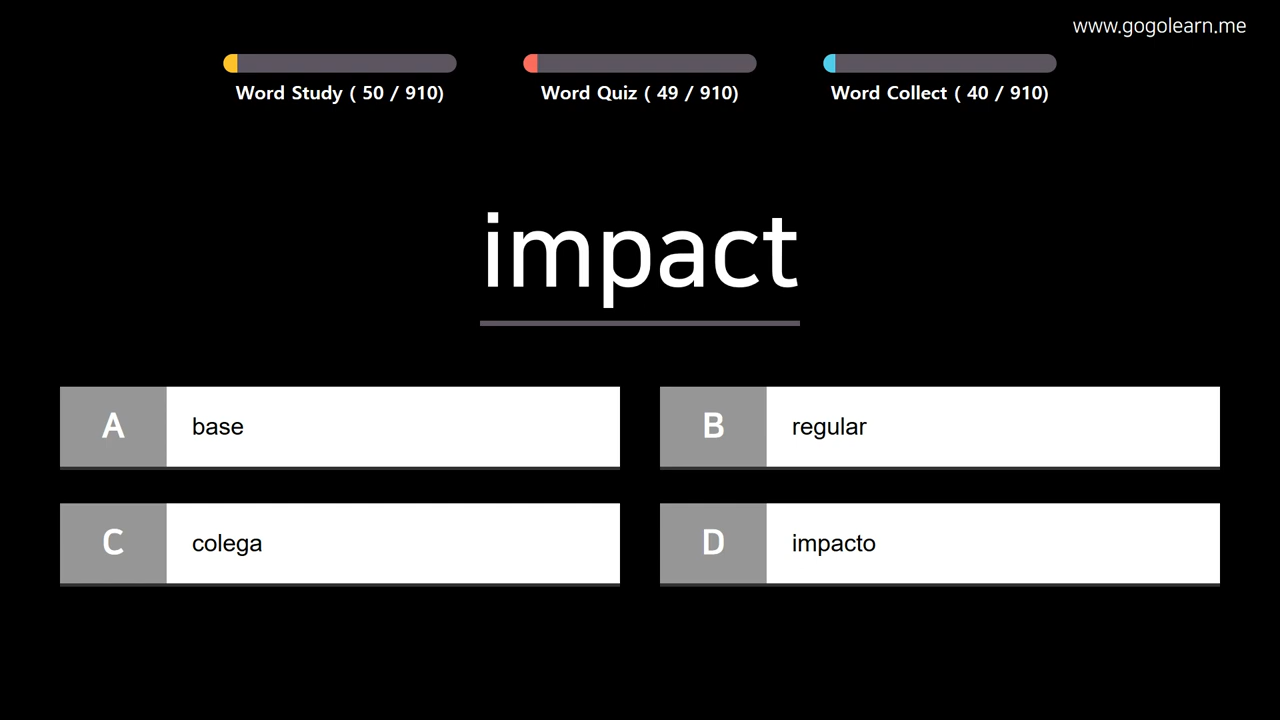 www.gogolearn.me
Word Study ( 50 / 910)
Word Quiz ( 49 / 910)
Word Collect ( 40 / 910)
impact
A base
B regular
C colega
D impacto